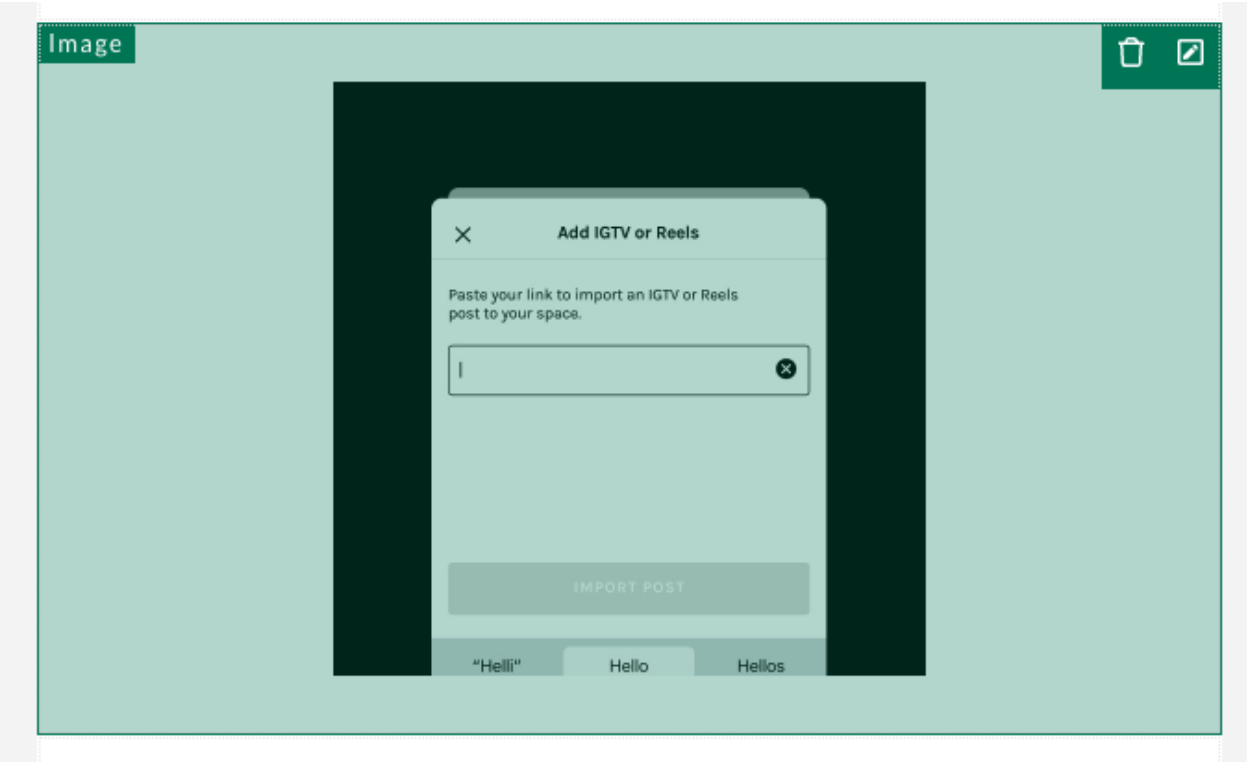 Image
Add IGTV or Reels
Paste your link to import an IGTV or Reels
post to your space.
IMPORT POST
“Helli” Hello Hellos